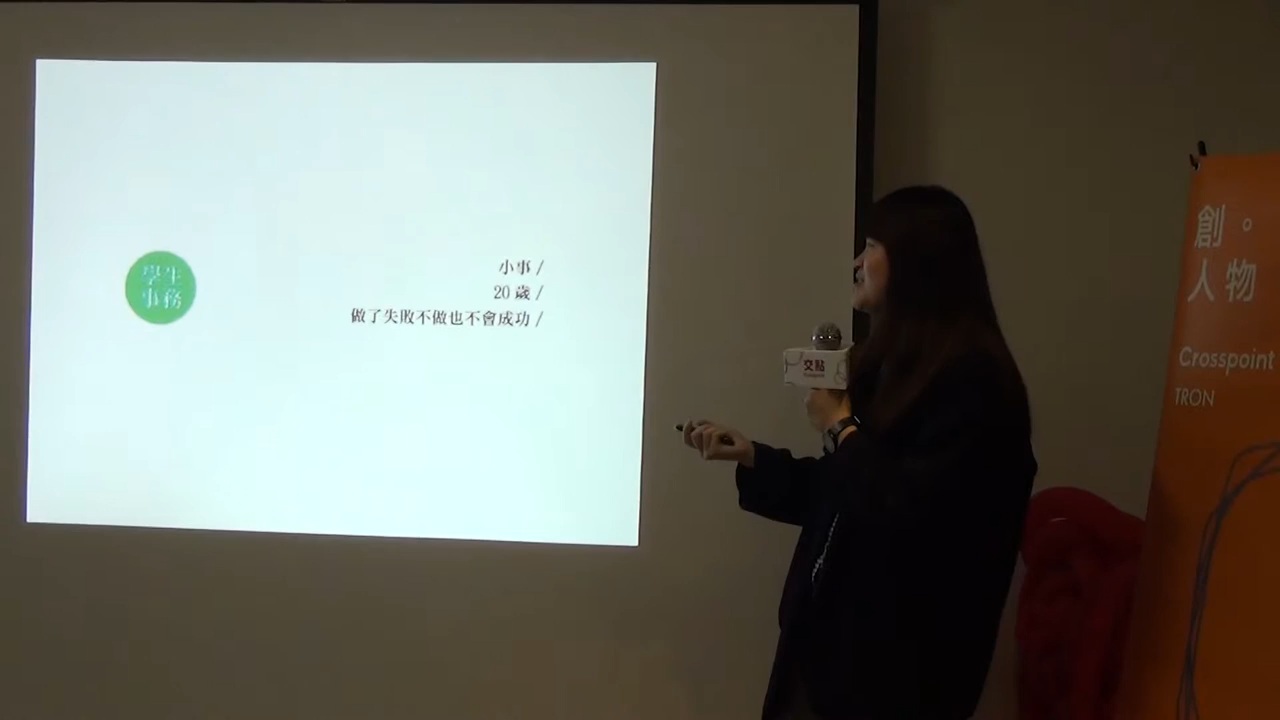 學生
事務
小事 /
20 歲 /
做了失敗不做也不會成功 /
交點
創。
人物
Crosspoint
TRON